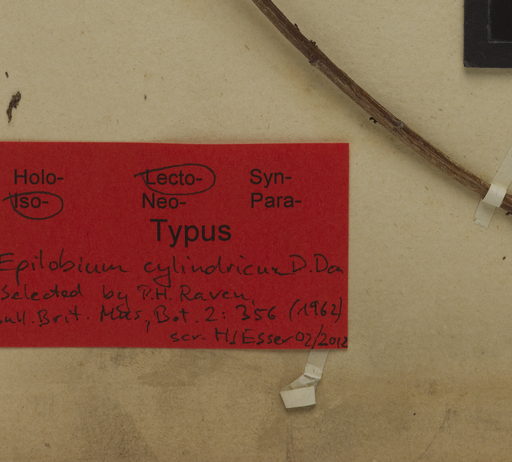 Holo- Lecto- Syn-
Iso- Neo- Para-
Typus
Epilobium cylindricum D.Don
Selected by P.H. Raven,
Bull. Brit. Mus, Bot. 2: 356 (1962)
scr. HJEsser 02/2012